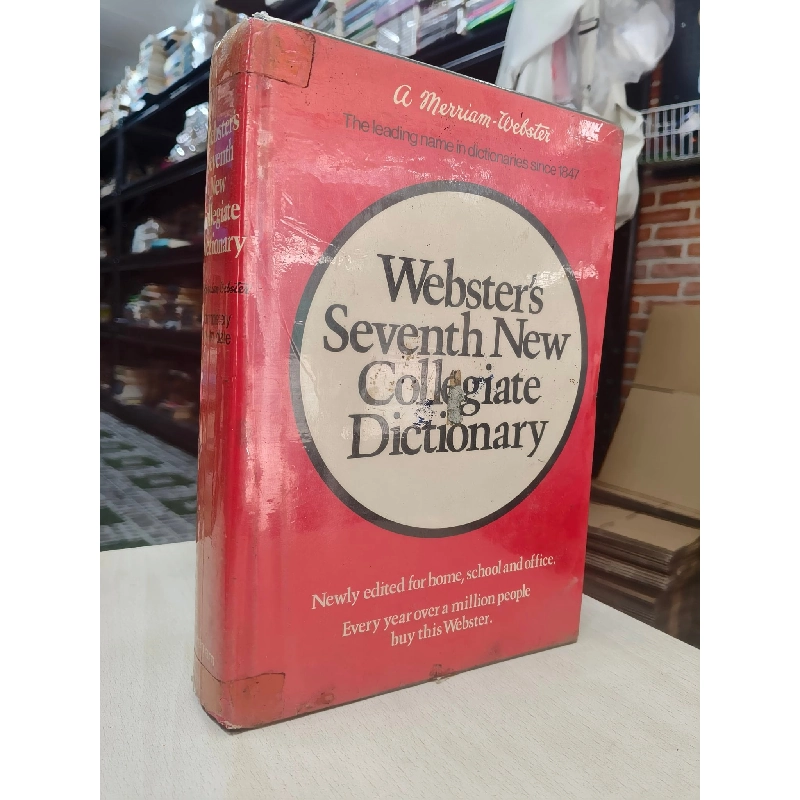 A Merriam-Webster
The leading name in dictionaries since 1847
Webster's
Seventh New
Collegiate
Dictionary
Newly edited for home, school and office.
Every year over a million people
buy this Webster.
Webster's
Seventh
New
Collegiate
Dictionary